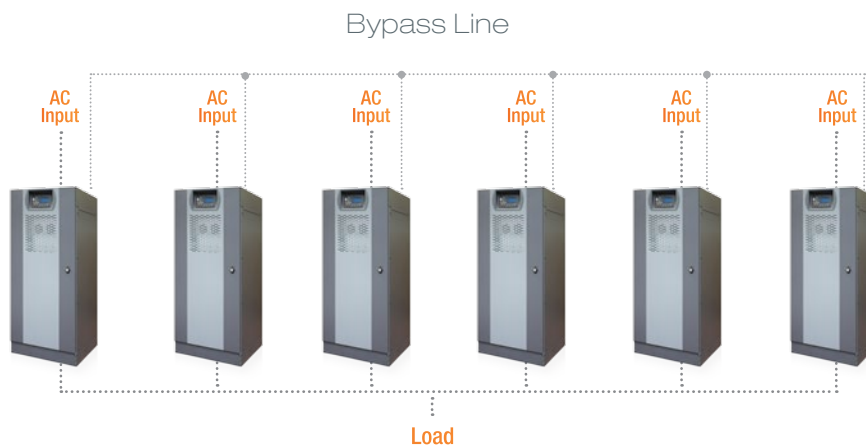 Bypass Line
AC
Input
AC
Input
AC
Input
AC
Input
AC
Input
AC
Input
Load